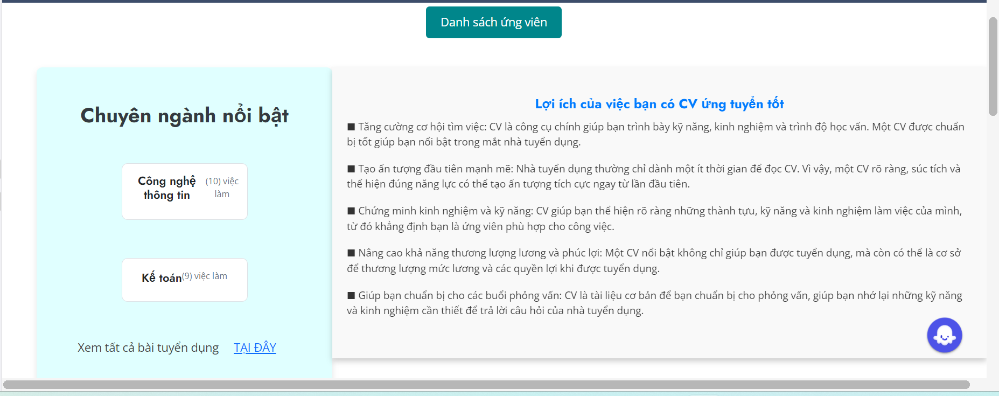 Danh sách ứng viên
Chuyên ngành nổi bật
Công nghệ
thông tin
(10) việc
làm
Kế toán(9) việc làm
Xem tất cả bài tuyển dụng TẠI ĐÂY
Lợi ích của việc bạn có CV ứng tuyển tốt
■ Tăng cường cơ hội tìm việc: CV là công cụ chính giúp bạn trình bày kỹ năng, kinh nghiệm và trình độ học vấn. Một CV được chuẩn
bị tốt giúp bạn nổi bật trong mắt nhà tuyển dụng.
■ Tạo ấn tượng đầu tiên mạnh mẽ: Nhà tuyển dụng thường chỉ dành một ít thời gian để đọc CV. Vì vậy, một CV rõ ràng, súc tích và
thể hiện đúng năng lực có thể tạo ấn tượng tích cực ngay từ lần đầu tiên.
■ Chứng minh kinh nghiệm và kỹ năng: CV giúp bạn thể hiện rõ ràng những thành tựu, kỹ năng và kinh nghiệm làm việc của mình,
từ đó khẳng định bạn là ứng viên phù hợp cho công việc.
■ Nâng cao khả năng thương lượng lương và phúc lợi: Một CV nổi bật không chỉ giúp bạn được tuyển dụng, mà còn có thể là cơ sở
để thương lượng mức lương và các quyền lợi khi được tuyển dụng.
■ Giúp bạn chuẩn bị cho các buổi phỏng vấn: CV là tài liệu cơ bản để bạn chuẩn bị cho phỏng vấn, giúp bạn nhớ lại những kỹ năng
và kinh nghiệm cần thiết để trả lời câu hỏi của nhà tuyển dụng.